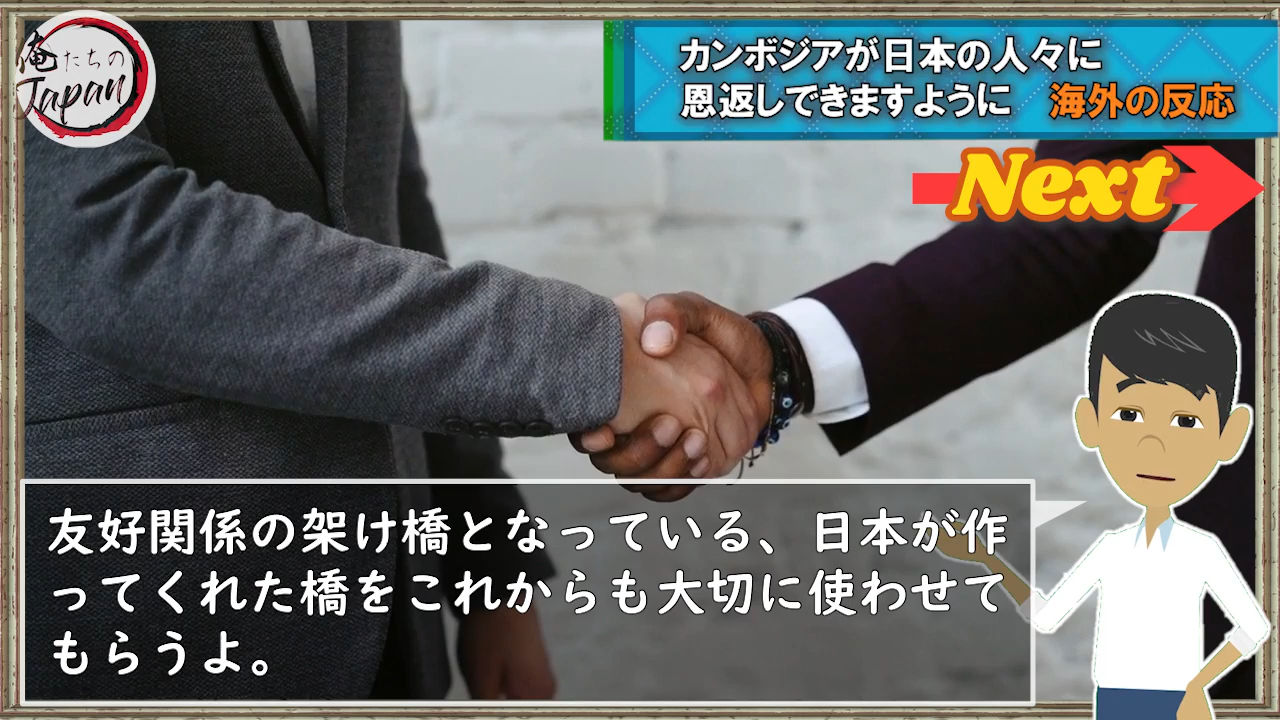 俺たちの
Japan
カンボジアが日本の人々に
恩返しできますように 海外の反応
Next
友好関係の架け橋となっている、日本が作
ってくれた橋をこれからも大切に使わせて
もらうよ。